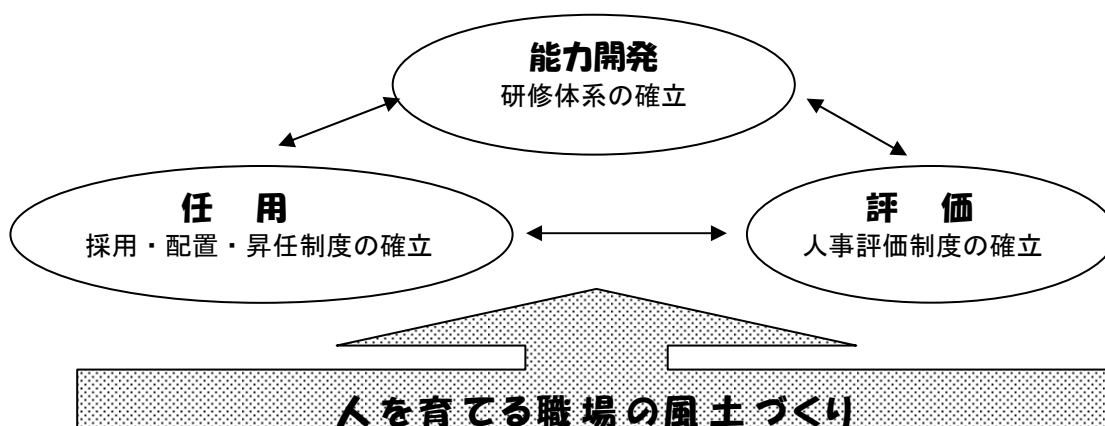 能力開発
研修体系の確立
任　用
採用・配置・昇任制度の確立
評　価
人事評価制度の確立
人を育てる職場の風土づくり